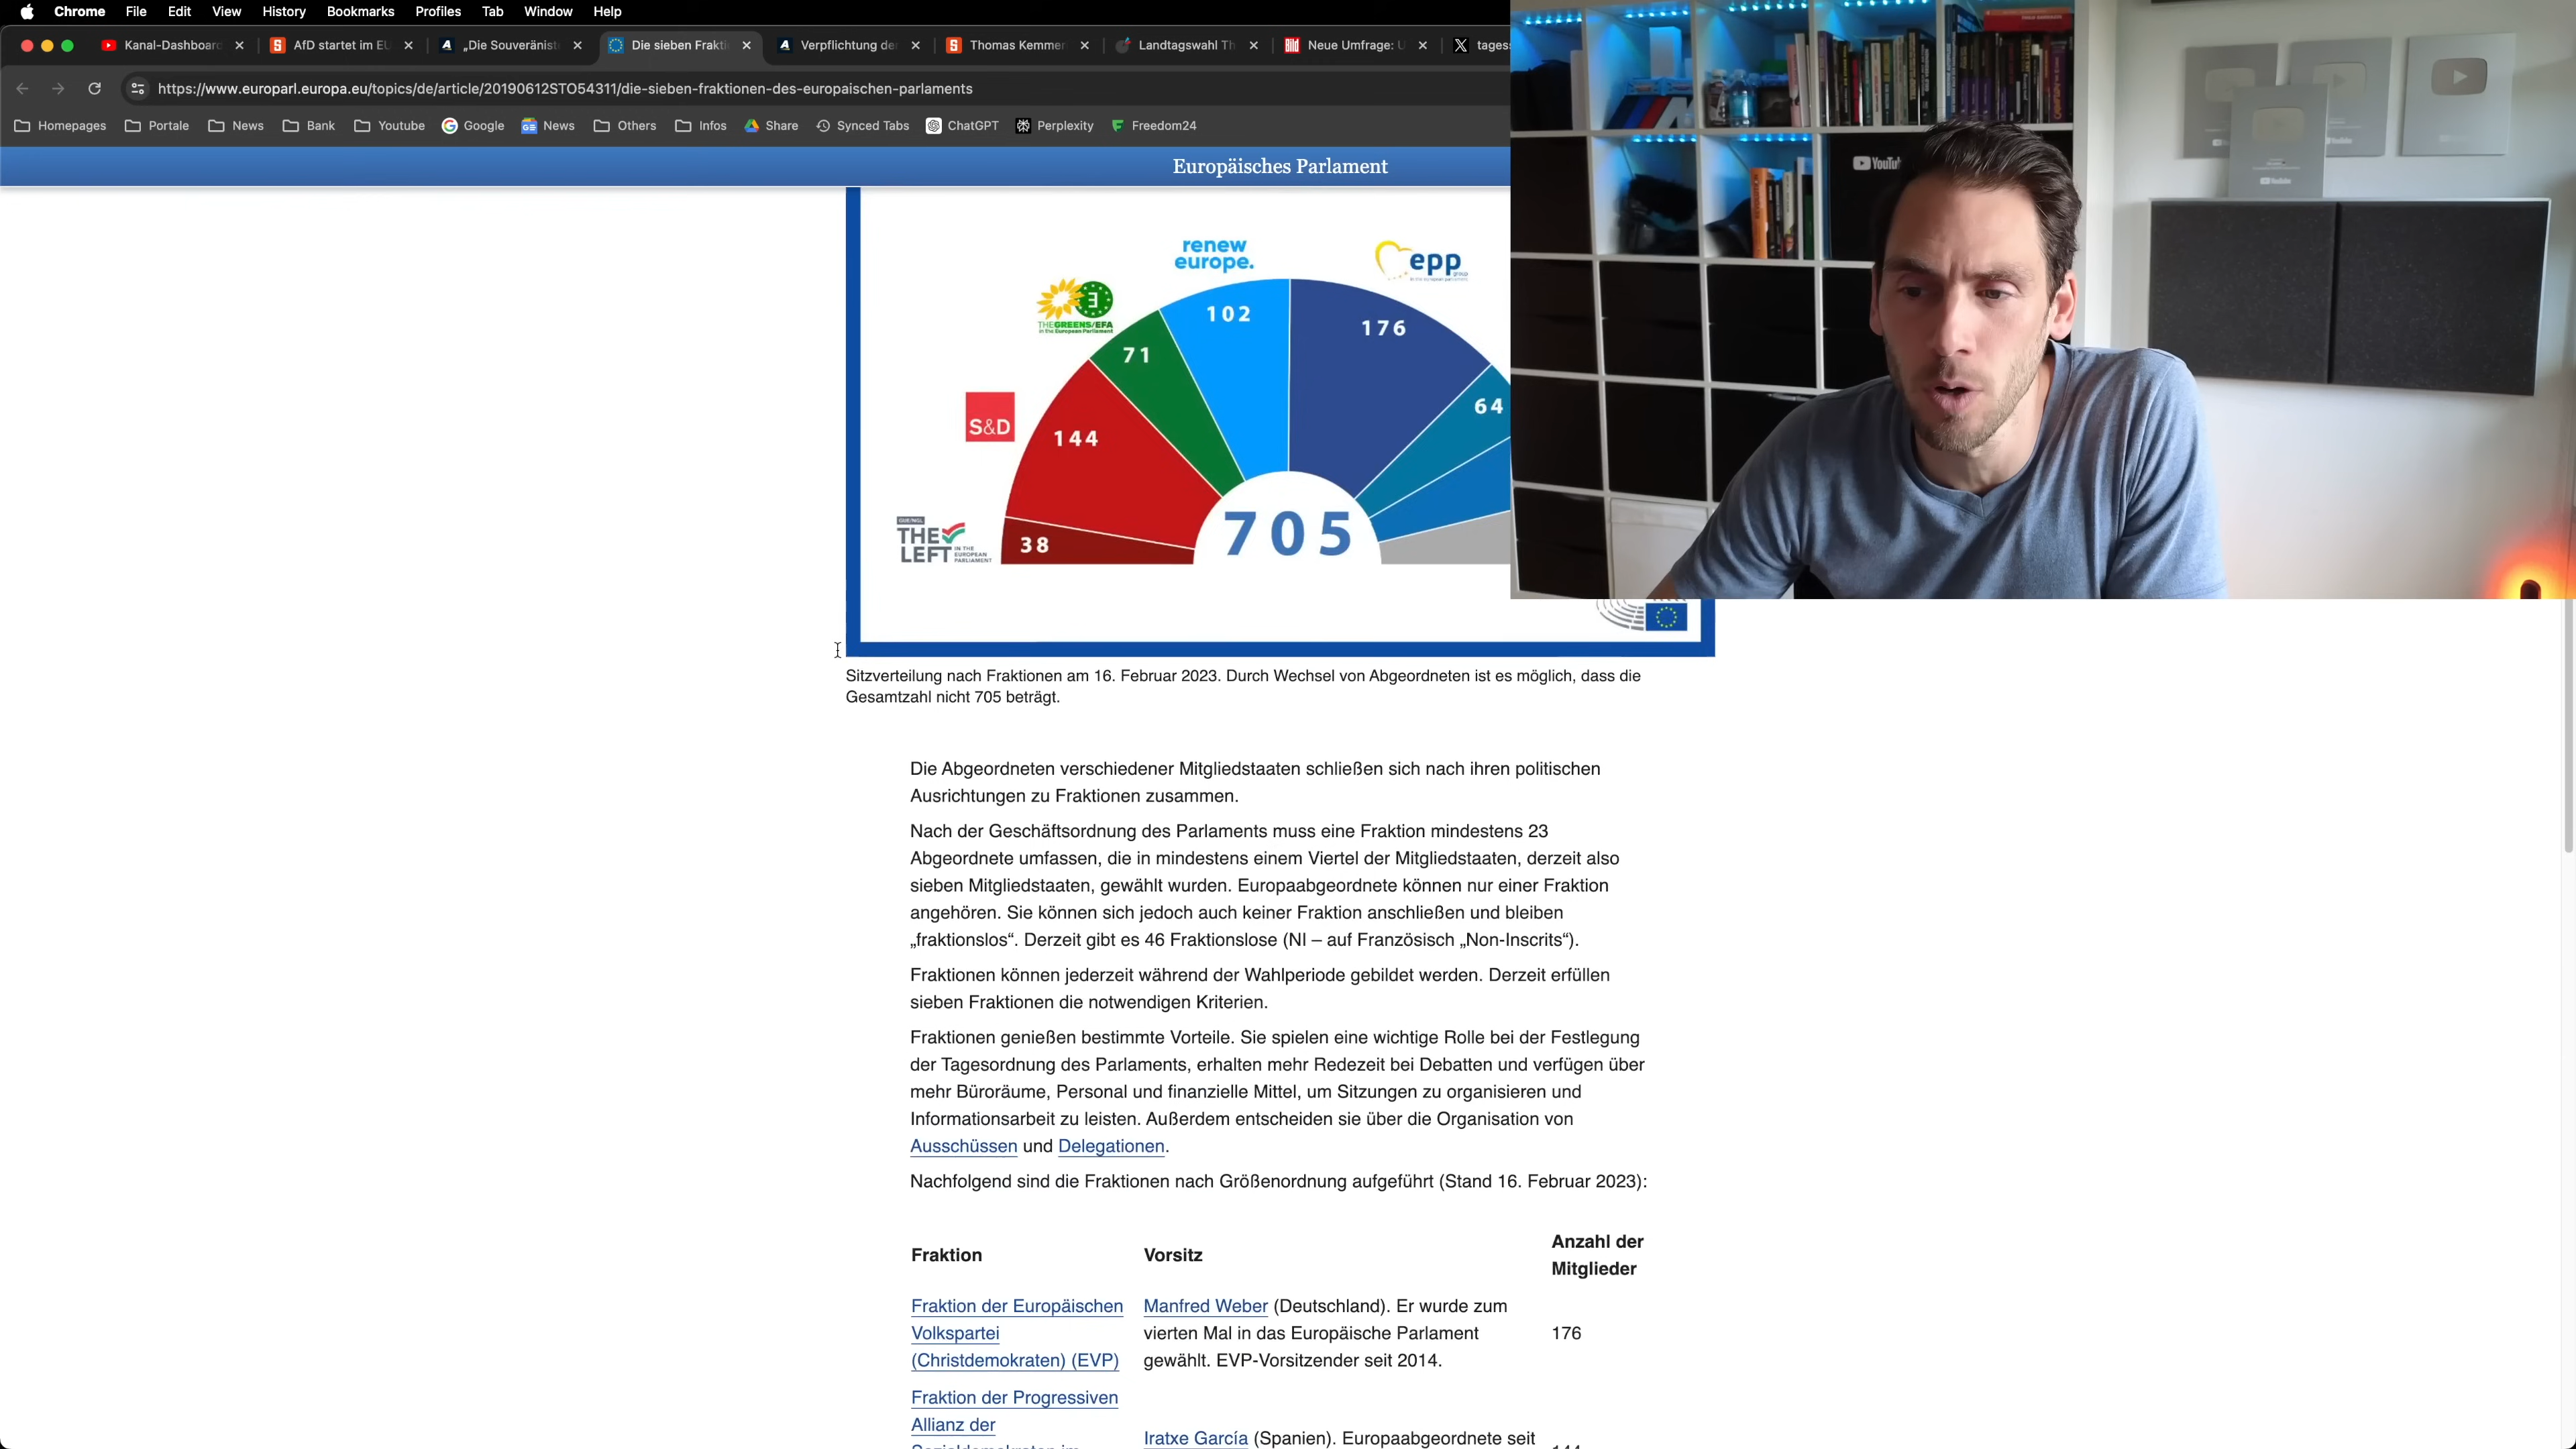 Chrome File Edit View History Bookmarks Profiles Tab Window Help
Kanal-Dashboard AfD startet im EU „Die Souveränist Die sieben Frakti Verpflichtung de Thomas Kemmer Landtagswahl Th Neue Umfrage: U
https://www.europarl.europa.eu/topics/de/article/20190612STO54311/die-sieben-fraktionen-des-europaischen-parlaments
Homepages Portale News Bank Youtube Google News Others Infos Share Synced Tabs ChatGPT Perplexity Freedom24
Europäisches Parlament
renew
europe.
epp
group
THE GREENS/EFA
in the European Parliament
102
176
71
64
S&D
144
705
GUE/NGL
THE
LEFT
IN THE
EUROPEAN
PARLIAMENT
38
Sitzverteilung nach Fraktionen am 16. Februar 2023. Durch Wechsel von Abgeordneten ist es möglich, dass die
Gesamtzahl nicht 705 beträgt.
Die Abgeordneten verschiedener Mitgliedstaaten schließen sich nach ihren politischen
Ausrichtungen zu Fraktionen zusammen.
Nach der Geschäftsordnung des Parlaments muss eine Fraktion mindestens 23
Abgeordnete umfassen, die in mindestens einem Viertel der Mitgliedstaaten, derzeit also
sieben Mitgliedstaaten, gewählt wurden. Europaabgeordnete können nur einer Fraktion
angehören. Sie können sich jedoch auch keiner Fraktion anschließen und bleiben
„fraktionslos“. Derzeit gibt es 46 Fraktionslose (NI – auf Französisch „Non-Inscrits“).
Fraktionen können jederzeit während der Wahlperiode gebildet werden. Derzeit erfüllen
sieben Fraktionen die notwendigen Kriterien.
Fraktionen genießen bestimmte Vorteile. Sie spielen eine wichtige Rolle bei der Festlegung
der Tagesordnung des Parlaments, erhalten mehr Redezeit bei Debatten und verfügen über
mehr Büroräume, Personal und finanzielle Mittel, um Sitzungen zu organisieren und
Informationsarbeit zu leisten. Außerdem entscheiden sie über die Organisation von
Ausschüssen und Delegationen.
Nachfolgend sind die Fraktionen nach Größenordnung aufgeführt (Stand 16. Februar 2023):
Fraktion Vorsitz Anzahl der
Mitglieder
Fraktion der Europäischen
Volkspartei
(Christdemokraten) (EVP)
Manfred Weber (Deutschland). Er wurde zum
vierten Mal in das Europäische Parlament
gewählt. EVP-Vorsitzender seit 2014.
176
Fraktion der Progressiven
Allianz der
Iratxe García (Spanien). Europaabgeordnete seit
YouTu